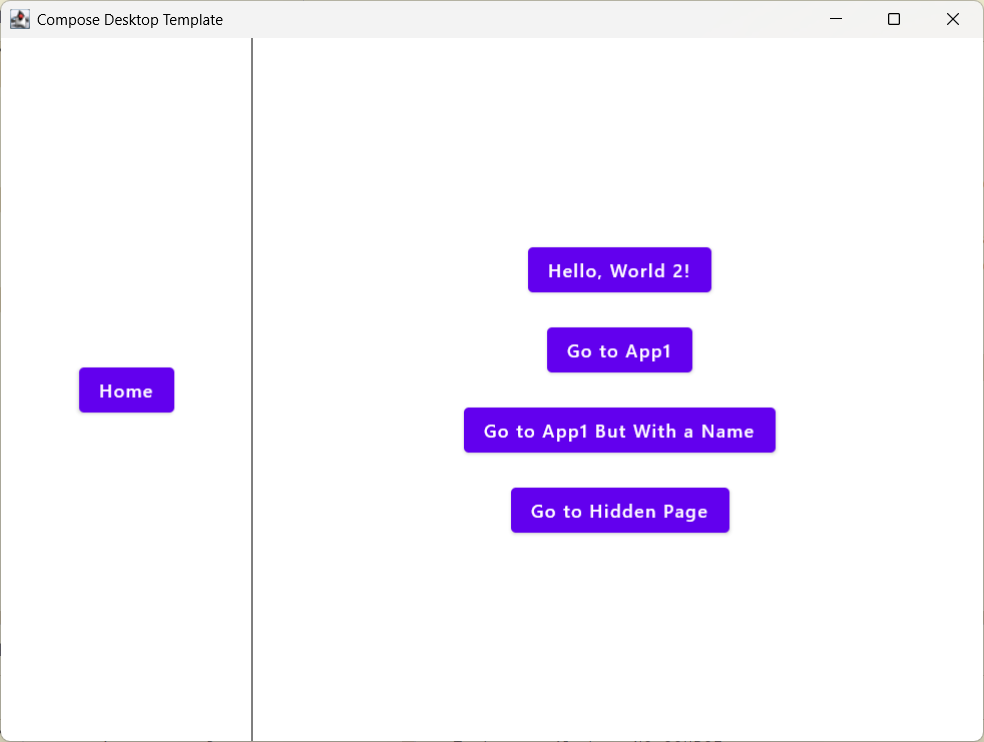 Compose Desktop Template
Home
Hello, World 2!
Go to App1
Go to App1 But With a Name
Go to Hidden Page